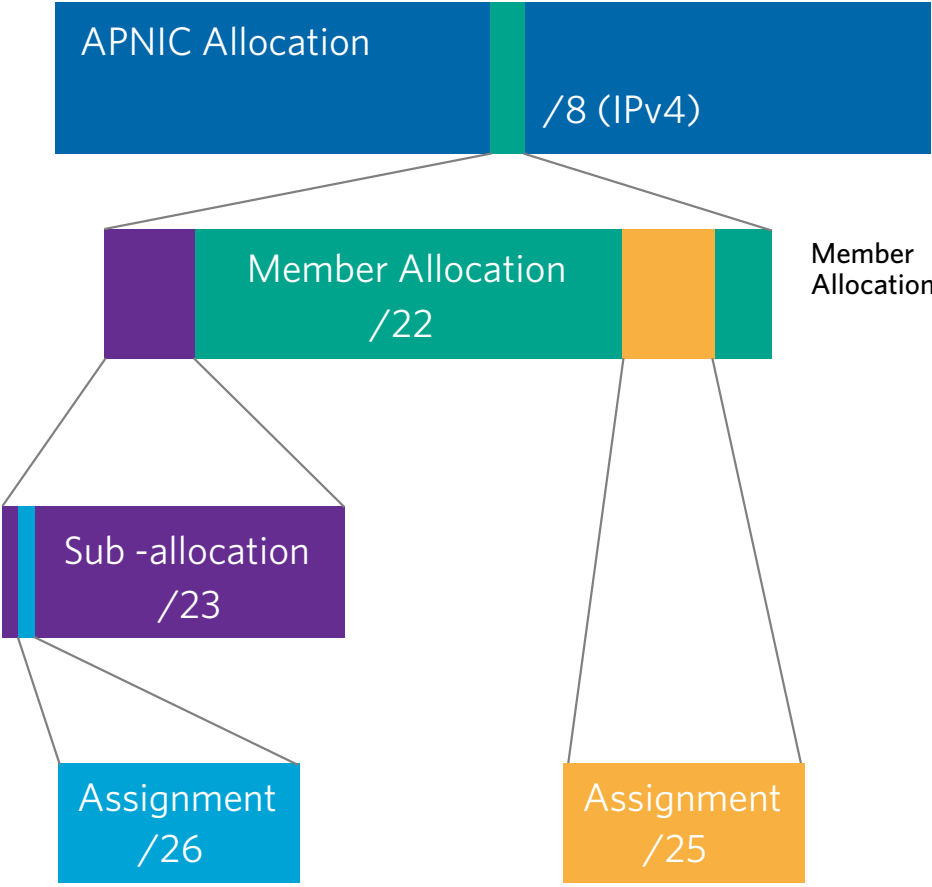 APNIC Allocation
/8 (IPv4)
Member Allocation
/22
Member
Allocation
Sub -allocation
/23
Assignment
/26
Assignment
/25